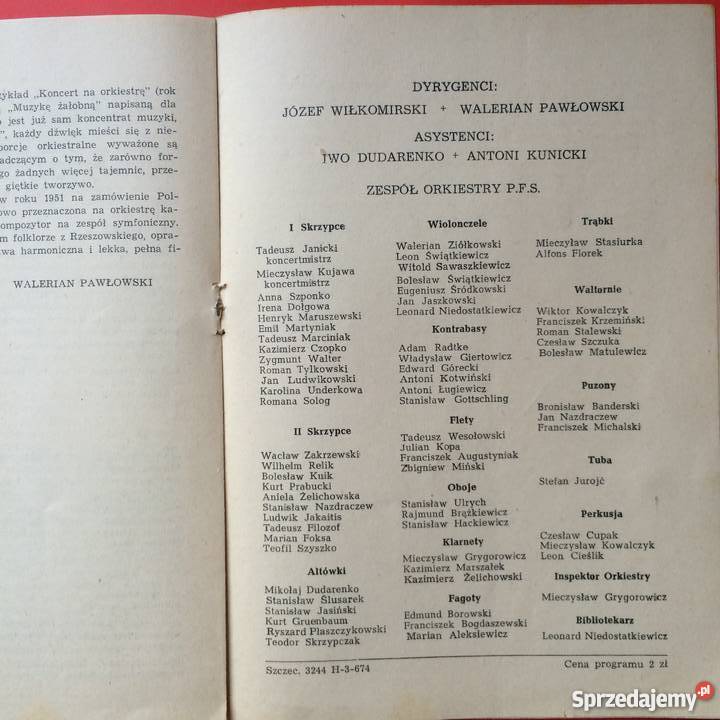 zykład „Koncert na orkiestrę" (rok
„Muzykę żałobną" napisaną dla
o jest już sam koncentrat muzyki,
", każdy dźwięk mieści się z nie-
porcje orkiestralne wyważone są
adczącym o tym, że zarówno for-
go żadnych więcej tajemnic, prze-
giętkie tworzywo.
w roku 1951 na zamówienie Pol-
owo przeznaczona na orkiestrę ka-
ompozytor na zespół symfoniczny.
m folklorze z Rzeszowskiego, opra-
wa harmoniczna i lekka, pełna fi-
WALERIAN PAWŁOWSKI
DYRYGENCI:
JÓZEF WIŁKOMIRSKI + WALERIAN PAWŁOWSKI
ASYSTENCI:
IWO DUDARENKO + ANTONI KUNICKI
ZESPÓŁ ORKIESTRY P.F.S.
I Skrzypce
Tadeusz Janicki
koncertmistrz
Mieczysław Kujawa
koncertmistrz
Anna Szponko
Irena Dołgowa
Henryk Maruszewski
Emil Martyniak
Tadeusz Marciniak
Kazimierz Czopko
Zygmunt Walter
Roman Tylkowski
Jan Ludwikowski
Karolina Underkowa
Romana Solog
II Skrzypce
Wacław Zakrzewski
Wilhelm Relik
Bolesław Kuik
Kurt Prabucki
Aniela Żelichowska
Stanisław Nazdraczew
Ludwik Jakaitis
Tadeusz Filozof
Marian Foksa
Teofil Szyszko
Altówki
Mikołaj Dudarenko
Stanisław Ślusarek
Stanisław Jasiński
Kurt Gruenbaum
Ryszard Płaszczykowski
Teodor Skrzypczak
Wiolonczele
Walerian Ziółkowski
Leon Świątkiewicz
Witold Sawaszkiewicz
Bolesław Świątkiewicz
Eugeniusz Śródkowski
Jan Jaszkowski
Leonard Niedostatkiewicz
Kontrabasy
Adam Radtke
Władysław Giertowicz
Edward Górecki
Antoni Kotwiński
Antoni Ługiewicz
Stanisław Gottschling
Flety
Tadeusz Wesołowski
Julian Kopa
Franciszek Augustyniak
Zbigniew Miński
Oboje
Stanisław Ulrych
Rajmund Brążkiewicz
Stanisław Hackiewicz
Klarnety
Mieczysław Grygorowicz
Kazimierz Marszałek
Kazimierz Żelichowski
Fagoty
Edmund Borowski
Franciszek Bogdaszewski
Marian Aleksiewicz
Trąbki
Mieczysław Stasiurka
Alfons Florek
Waltornie
Wiktor Kowalczyk
Franciszek Krzemiński
Roman Stalewski
Czesław Szczuka
Bolesław Matulewicz
Puzony
Bronisław Banderski
Jan Nazdraczew
Franciszek Michalski
Tuba
Stefan Jurojć
Perkusja
Czesław Cupak
Mieczysław Kowalczyk
Leon Cieślik
Inspektor Orkiestry
Mieczysław Grygorowicz
Bibliotekarz
Leonard Niedostatkiewicz
Szczec. 3244 H-3-674
Cena programu 2 zł
Sprzedajemy.pl